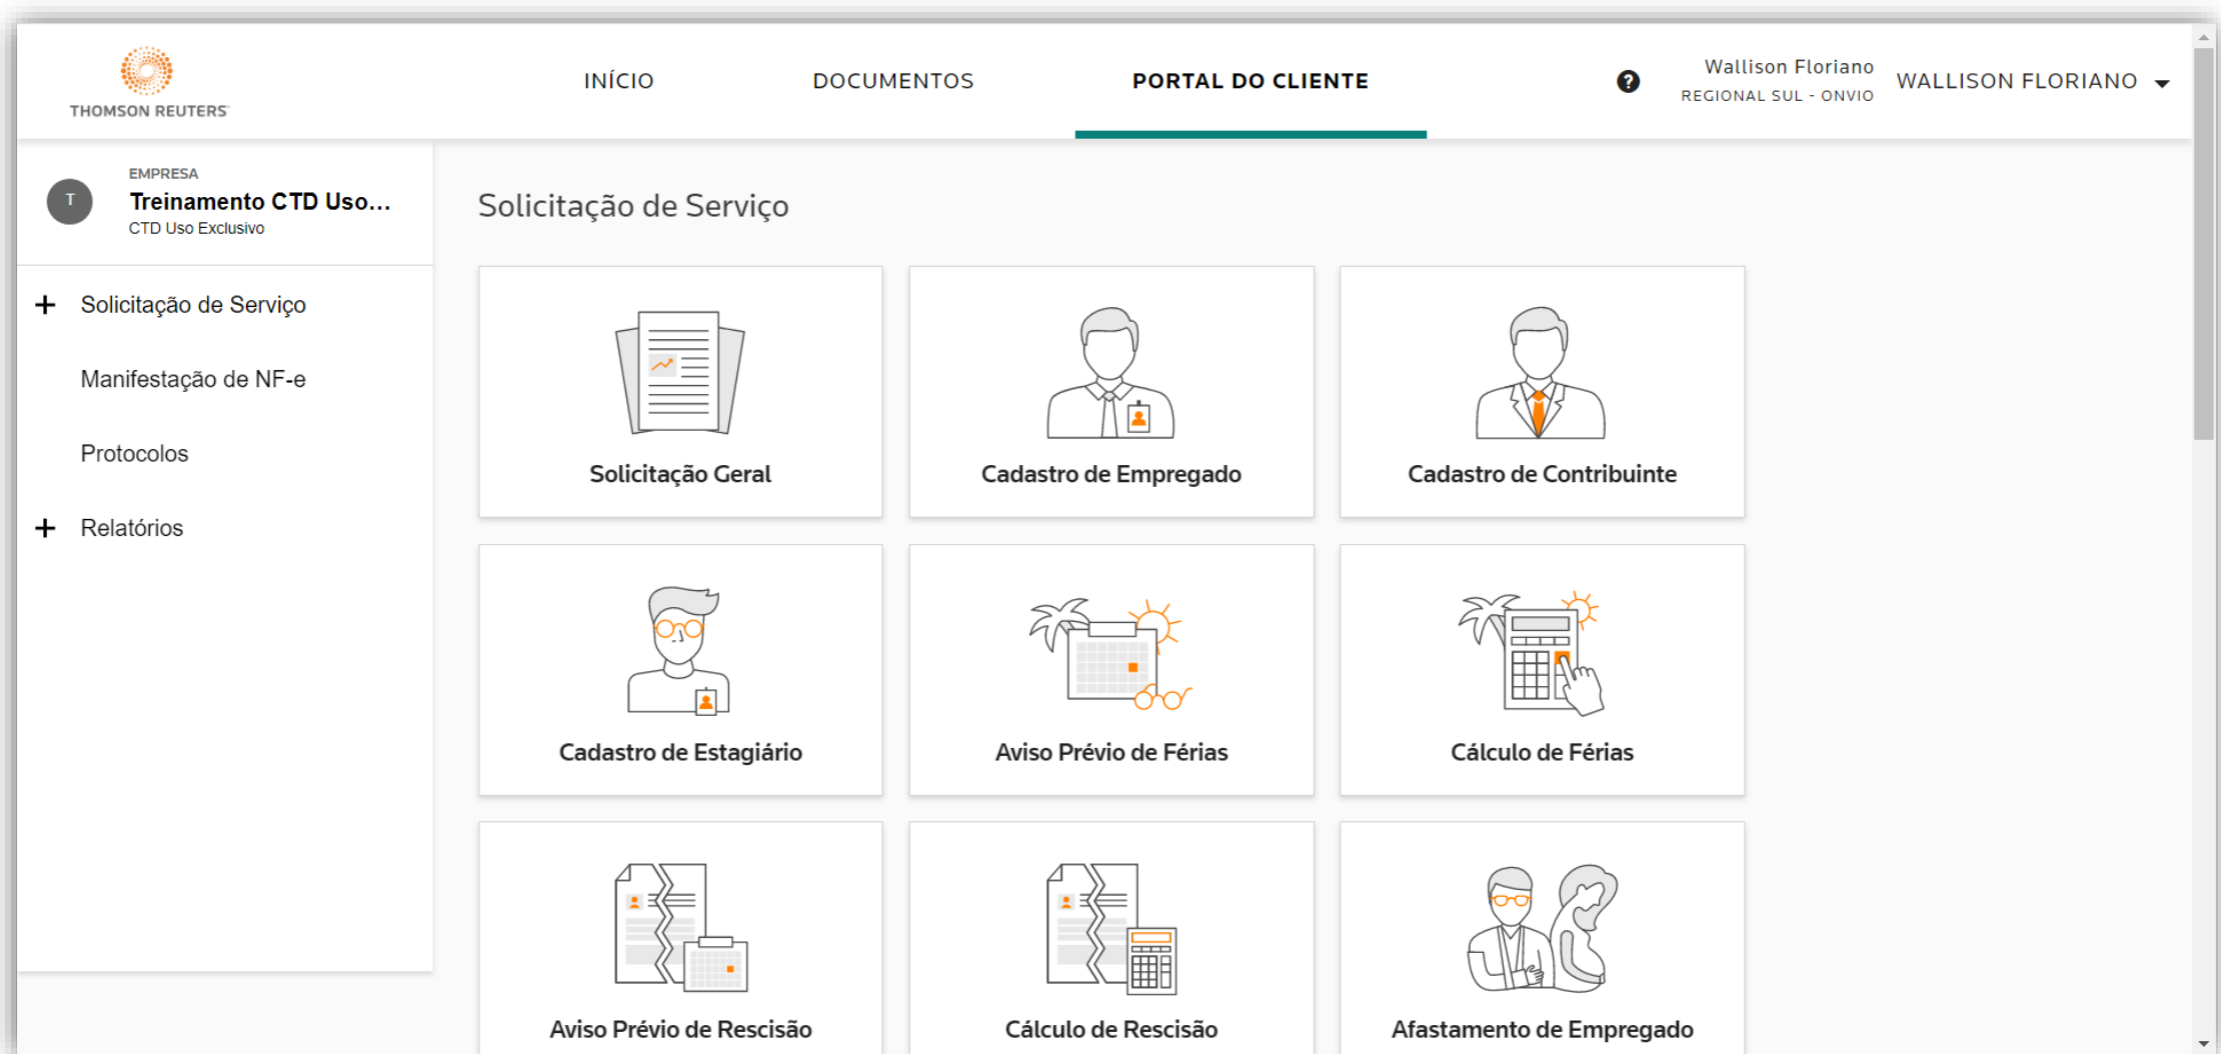 THOMSON REUTERS
INÍCIO
DOCUMENTOS
PORTAL DO CLIENTE
?
Wallison Floriano
REGIONAL SUL - ONVIO
WALLISON FLORIANO
T
EMPRESA
Treinamento CTD Uso...
CTD Uso Exclusivo
+ Solicitação de Serviço
Manifestação de NF-e
Protocolos
+ Relatórios
Solicitação de Serviço
Solicitação Geral
Cadastro de Empregado
Cadastro de Contribuinte
Cadastro de Estagiário
Aviso Prévio de Férias
Cálculo de Férias
Aviso Prévio de Rescisão
Cálculo de Rescisão
Afastamento de Empregado